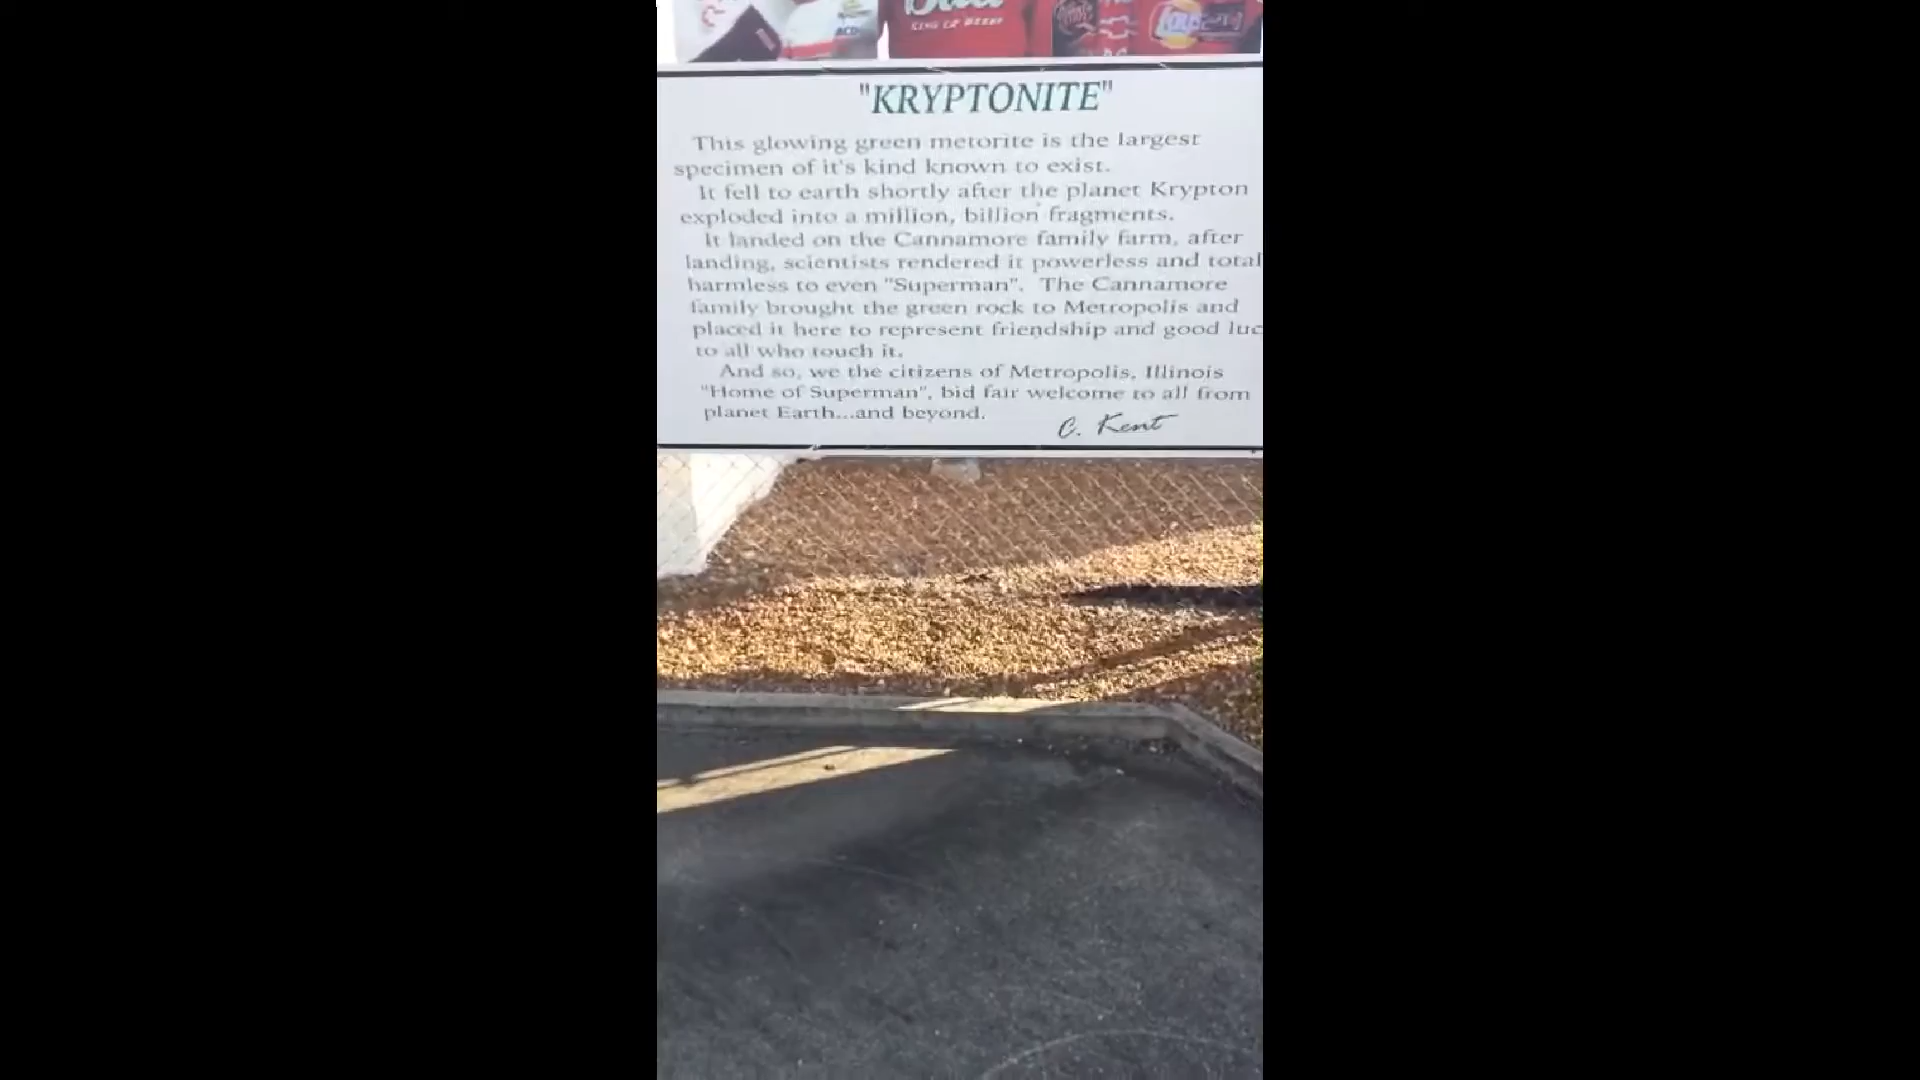 Bud
KING OF BEERS
"KRYPTONITE"
This glowing green metorite is the largest
specimen of it's kind known to exist.
It fell to earth shortly after the planet Krypton
exploded into a million, billion fragments.
It landed on the Cannamore family farm, after
landing, scientists rendered it powerless and total
harmless to even "Superman". The Cannamore
family brought the green rock to Metropolis and
placed it here to represent friendship and good luc
to all who touch it.
And so, we the citizens of Metropolis, Illinois
"Home of Superman", bid fair welcome to all from
planet Earth...and beyond.
C. Kent